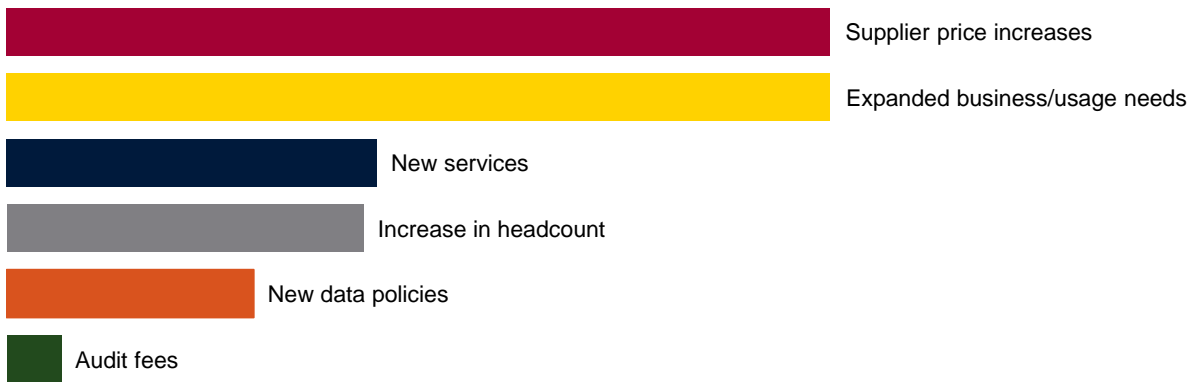 Supplier price increases
Expanded business/usage needs
New services
Increase in headcount
New data policies
Audit fees